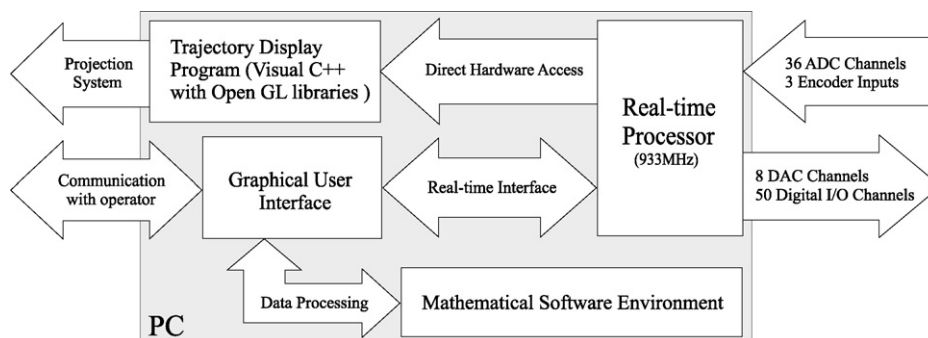 Projection
System
Trajectory Display
Program (Visual C++
with Open GL libraries )
Direct Hardware Access
Real-time
Processor
(933MHz)
36 ADC Channels
3 Encoder Inputs
Communication
with operator
Graphical User
Interface
Real-time Interface
8 DAC Channels
50 Digital I/O Channels
Data Processing
Mathematical Software Environment
PC